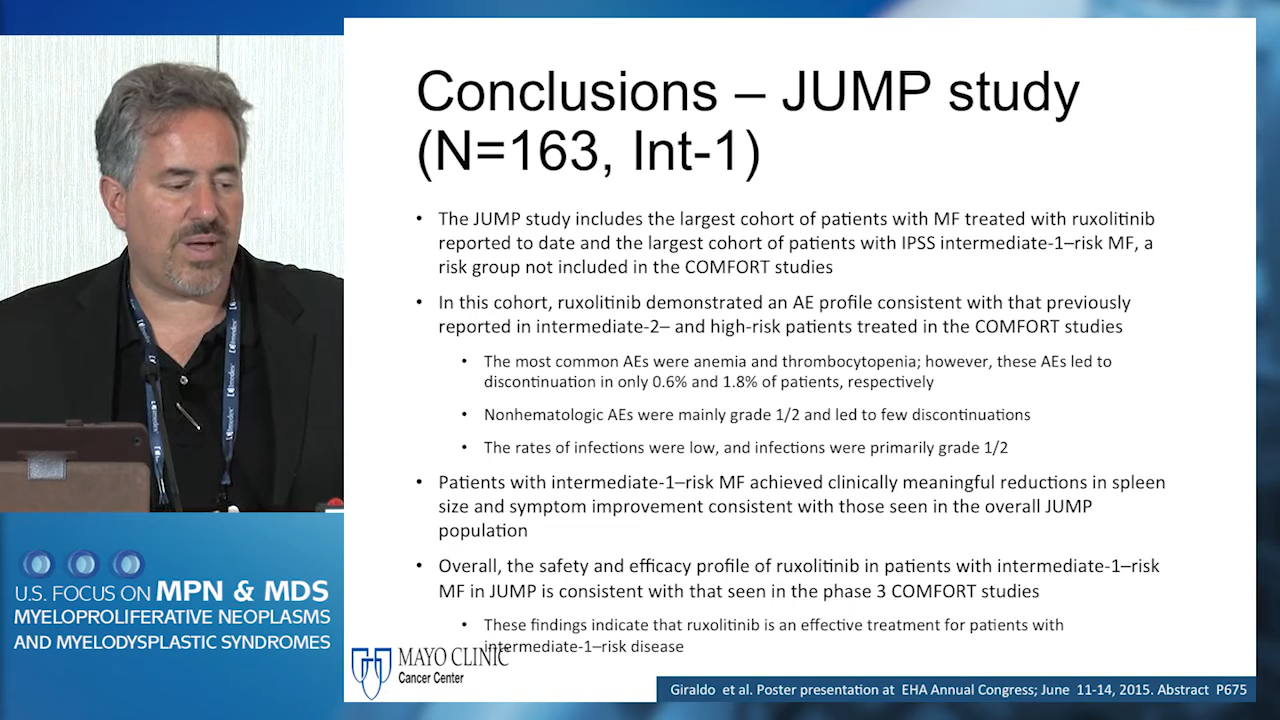 Conclusions – JUMP study
(N=163, Int-1)
• The JUMP study includes the largest cohort of patients with MF treated with ruxolitinib
reported to date and the largest cohort of patients with IPSS intermediate-1–risk MF, a
risk group not included in the COMFORT studies
• In this cohort, ruxolitinib demonstrated an AE profile consistent with that previously
reported in intermediate-2– and high-risk patients treated in the COMFORT studies
• The most common AEs were anemia and thrombocytopenia; however, these AEs led to
discontinuation in only 0.6% and 1.8% of patients, respectively
• Nonhematologic AEs were mainly grade 1/2 and led to few discontinuations
• The rates of infections were low, and infections were primarily grade 1/2
• Patients with intermediate-1–risk MF achieved clinically meaningful reductions in spleen
size and symptom improvement consistent with those seen in the overall JUMP
population
• Overall, the safety and efficacy profile of ruxolitinib in patients with intermediate-1–risk
MF in JUMP is consistent with that seen in the phase 3 COMFORT studies
• These findings indicate that ruxolitinib is an effective treatment for patients with
intermediate-1–risk disease
MAYO CLINIC
Cancer Center
Giraldo et al. Poster presentation at EHA Annual Congress; June 11-14, 2015. Abstract P675
U.S. FOCUS ON MPN & MDS
MYELOPROLIFERATIVE NEOPLASMS
AND MYELODYSPLASTIC SYNDROMES